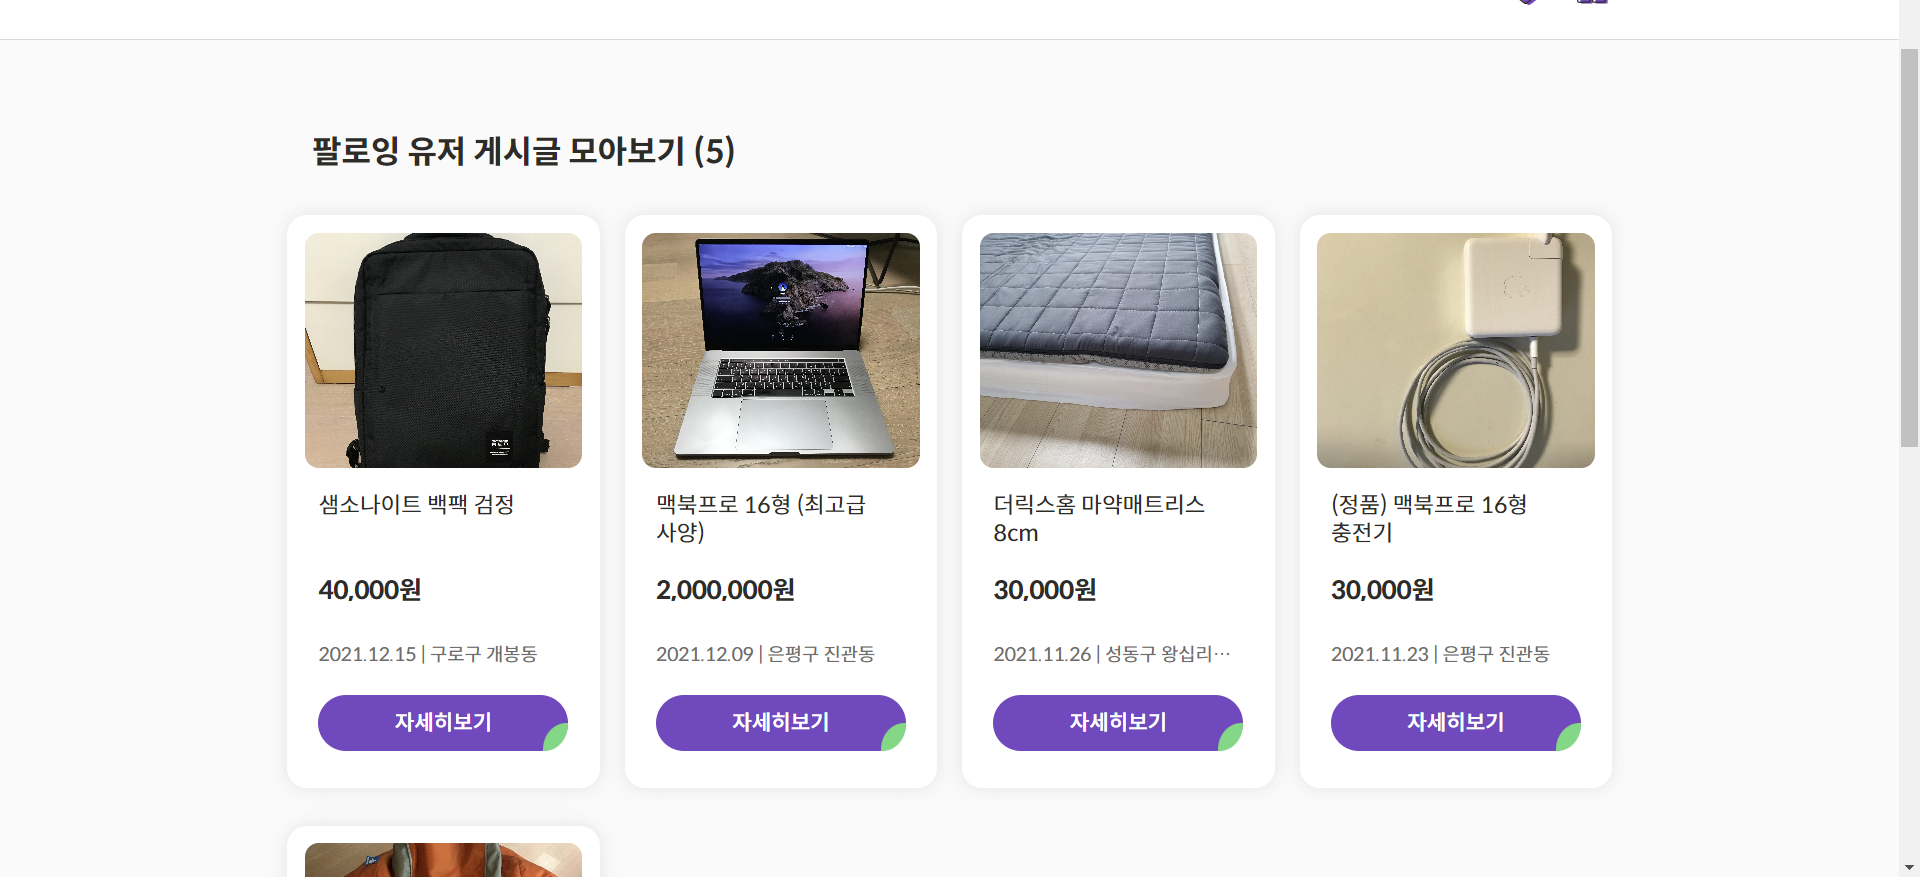 팔로잉 유저 게시글 모아보기 (5)
샘소나이트 백팩 검정
40,000원
2021.12.15 | 구로구 개봉동
자세히보기
맥북프로 16형 (최고급
사양)
2,000,000원
2021.12.09 | 은평구 진관동
자세히보기
더릭스홈 마약매트리스
8cm
30,000원
2021.11.26 | 성동구 왕십리…
자세히보기
(정품) 맥북프로 16형
충전기
30,000원
2021.11.23 | 은평구 진관동
자세히보기